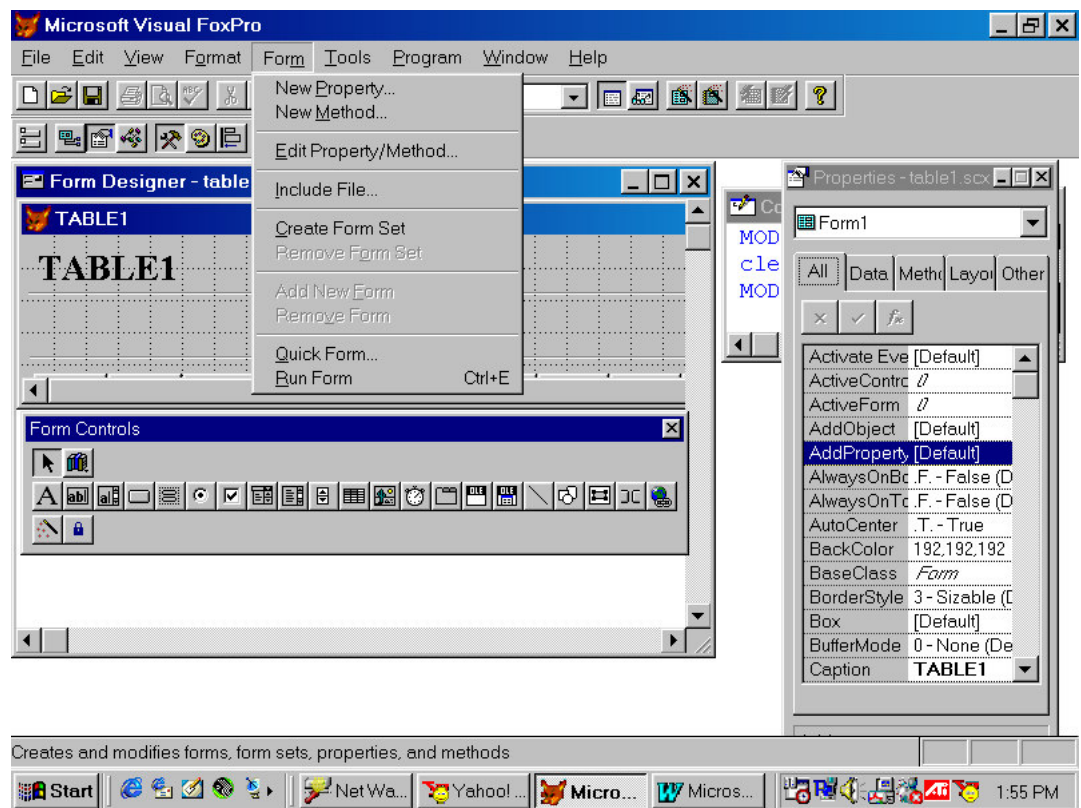 Microsoft Visual FoxPro
File Edit View Format Form Tools Program Window Help
New Property...
New Method...
Edit Property/Method...
Include File...
Create Form Set
Remove Form Set
Add New Form
Remove Form
Quick Form...
Run Form Ctrl+E
Form Designer - table
TABLE1
TABLE1
Form Controls
Co
MOD
cle
MOD
Properties - table1.scx
Form1
All Data Meth Layou Other
Activate Eve [Default]
ActiveContro
ActiveForm
AddObject [Default]
AddProperty [Default]
AlwaysOnBo .F. - False (D
AlwaysOnTo .F. - False (D
AutoCenter .T. - True
BackColor 192,192,192
BaseClass Form
BorderStyle 3 - Sizable (D
Box [Default]
BufferMode 0 - None (De
Caption TABLE1
Creates and modifies forms, form sets, properties, and methods
Start Net Wa... Yahoo! ... Micro... Micros... 1:55 PM